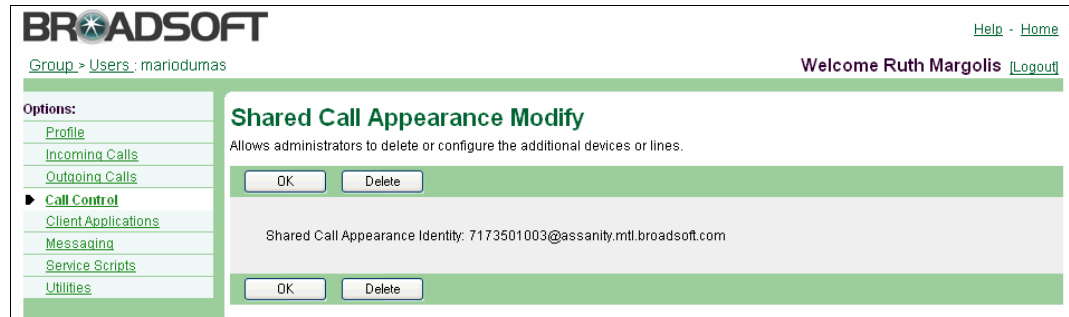 BROADSOFT
Help - Home
Group > Users : mariodumas
Welcome Ruth Margolis [Logout]
Options:
Profile
Incoming Calls
Outgoing Calls
Call Control
Client Applications
Messaging
Service Scripts
Utilities
Shared Call Appearance Modify
Allows administrators to delete or configure the additional devices or lines.
OK Delete
Shared Call Appearance Identity: 7173501003@assanity.mtl.broadsoft.com
OK Delete